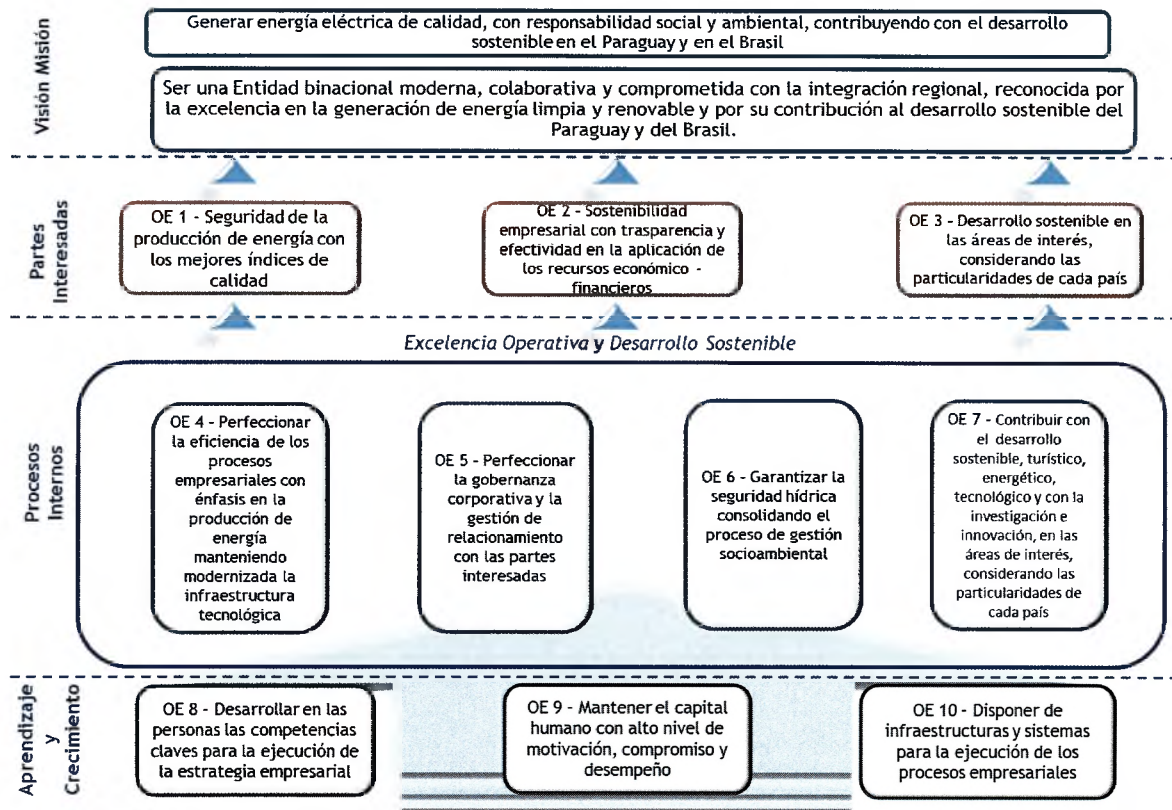 Visión Misión
Generar energía eléctrica de calidad, con responsabilidad social y ambiental, contribuyendo con el desarrollo
sostenible en el Paraguay y en el Brasil
Ser una Entidad binacional moderna, colaborativa y comprometida con la integración regional, reconocida por
la excelencia en la generación de energía limpia y renovable y por su contribución al desarrollo sostenible del
Paraguay y del Brasil.
Partes
Interesadas
OE 1 - Seguridad de la
producción de energía con
los mejores índices de
calidad
OE 2 - Sostenibilidad
empresarial con trasparencia y
efectividad en la aplicación de
los recursos económico -
financieros
OE 3 - Desarrollo sostenible en
las áreas de interés,
considerando las
particularidades de cada país
Excelencia Operativa y Desarrollo Sostenible
Procesos
Internos
OE 4 - Perfeccionar
la eficiencia de los
procesos
empresariales con
énfasis en la
producción de
energía
manteniendo
modernizada la
infraestructura
tecnológica
OE 5 - Perfeccionar
la gobernanza
corporativa y la
gestión de
relacionamiento
con las partes
interesadas
OE 6 - Garantizar la
seguridad hídrica
consolidando el
proceso de gestión
socioambiental
OE 7 - Contribuir con
el desarrollo
sostenible, turístico,
energético,
tecnológico y con la
investigación e
innovación, en las
áreas de interés,
considerando las
particularidades de
cada país
Aprendizaje
y
Crecimiento
OE 8 - Desarrollar en las
personas las competencias
claves para la ejecución de
la estrategia empresarial
OE 9 - Mantener el capital
humano con alto nivel de
motivación, compromiso y
desempeño
OE 10 - Disponer de
infraestructuras y sistemas
para la ejecución de los
procesos empresariales